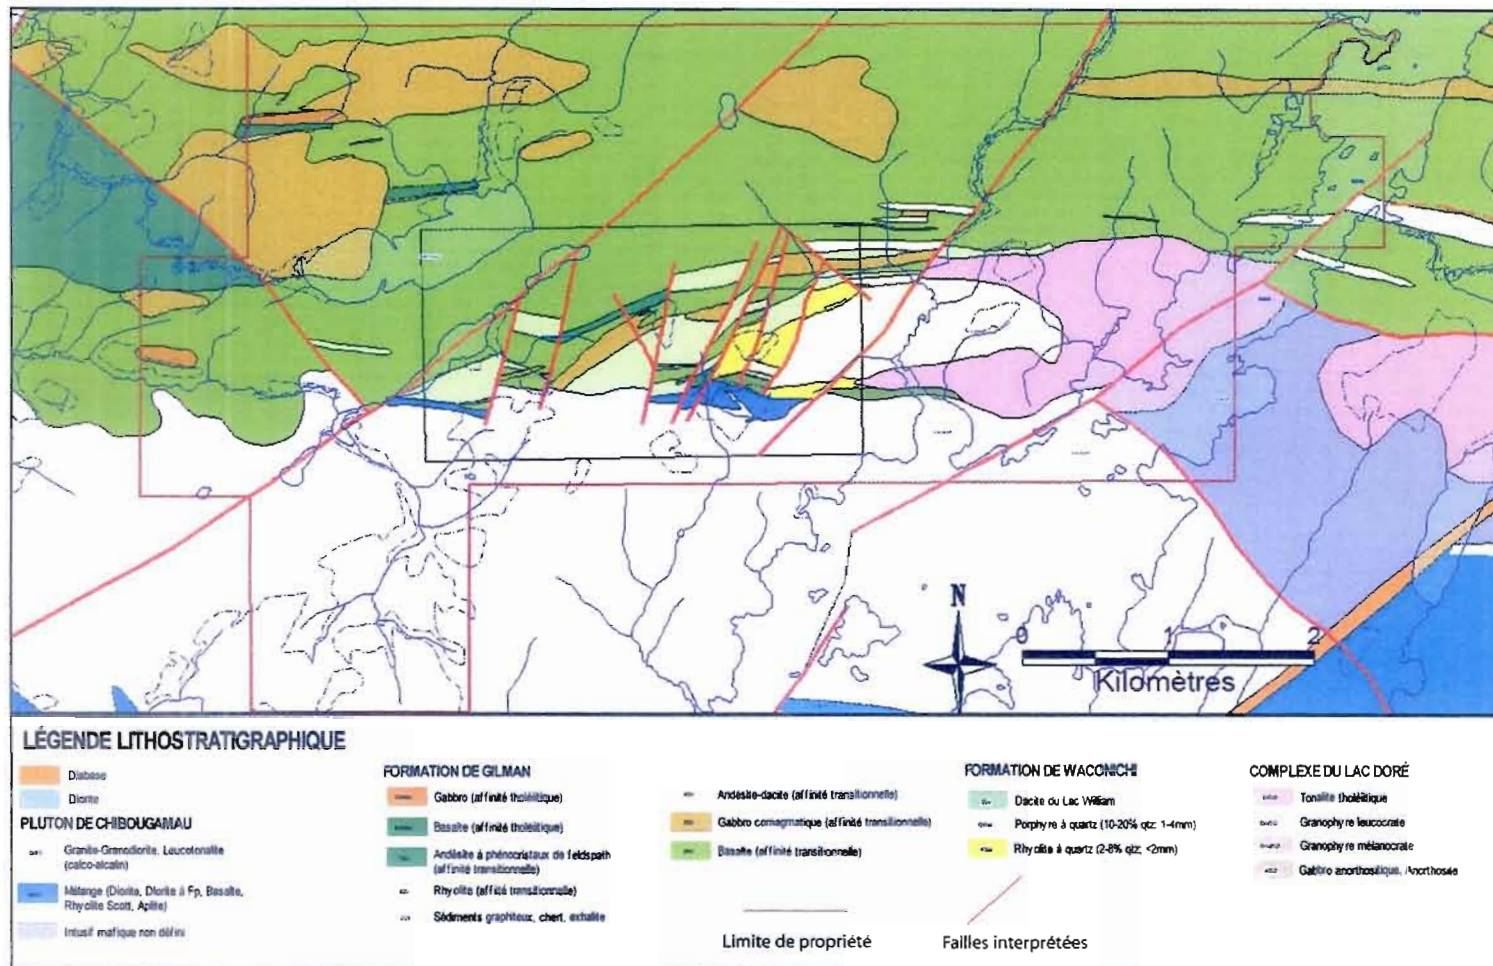 N
0 1 2
Kilomètres
LÉGENDE LITHOSTRATIGRAPHIQUE
Diabase
Diorite
PLUTON DE CHIBOUGAMAU
Granite-Granodiorite, Leucotonalite
(calco-alcalin)
Mélange (Diorite, Diorite à Fp, Basalte,
Rhyolite Scott, Aplite)
Intusif mafique non défini
FORMATION DE GILMAN
Gabbro (affinité tholéiitique)
Basalte (affinité tholéiitique)
Andésite à phénocristaux de feldspath
(affinité transitionnelle)
Rhyolite (affité transitionnelle)
Sédiments graphiteux, chert, exhalite
Andésite-dacite (affinité transitionnelle)
Gabbro comagmatique (affinité transitionnelle)
Basalte (affinité transitionnelle)
Limite de propriété
FORMATION DE WACONICHI
Dacite du Lac William
Porphyre à quartz (10-20% qtz; 1-4mm)
Rhyolite à quartz (2-8% qtz, <2mm)
Failles interprétées
COMPLEXE DU LAC DORÉ
Tonalite tholéiitique
Granophyre leucocrate
Granophyre mélanocrate
Gabbro anorthositique, Anorthosite